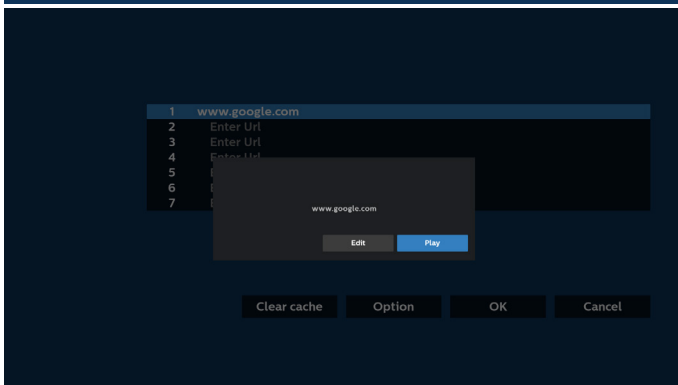 1 www.google.com
2 Enter Url
3 Enter Url
4 Enter Url
5
6
7
www.google.com
Edit Play
Clear cache Option OK Cancel